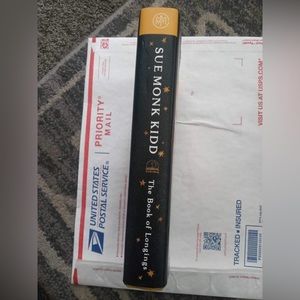 SUE MONK KIDD
The Book of Longings
UNITED STATES
POSTAL SERVICE
PRIORITY
MAIL
VISIT US AT USPS.COM
TRACKED INSURED